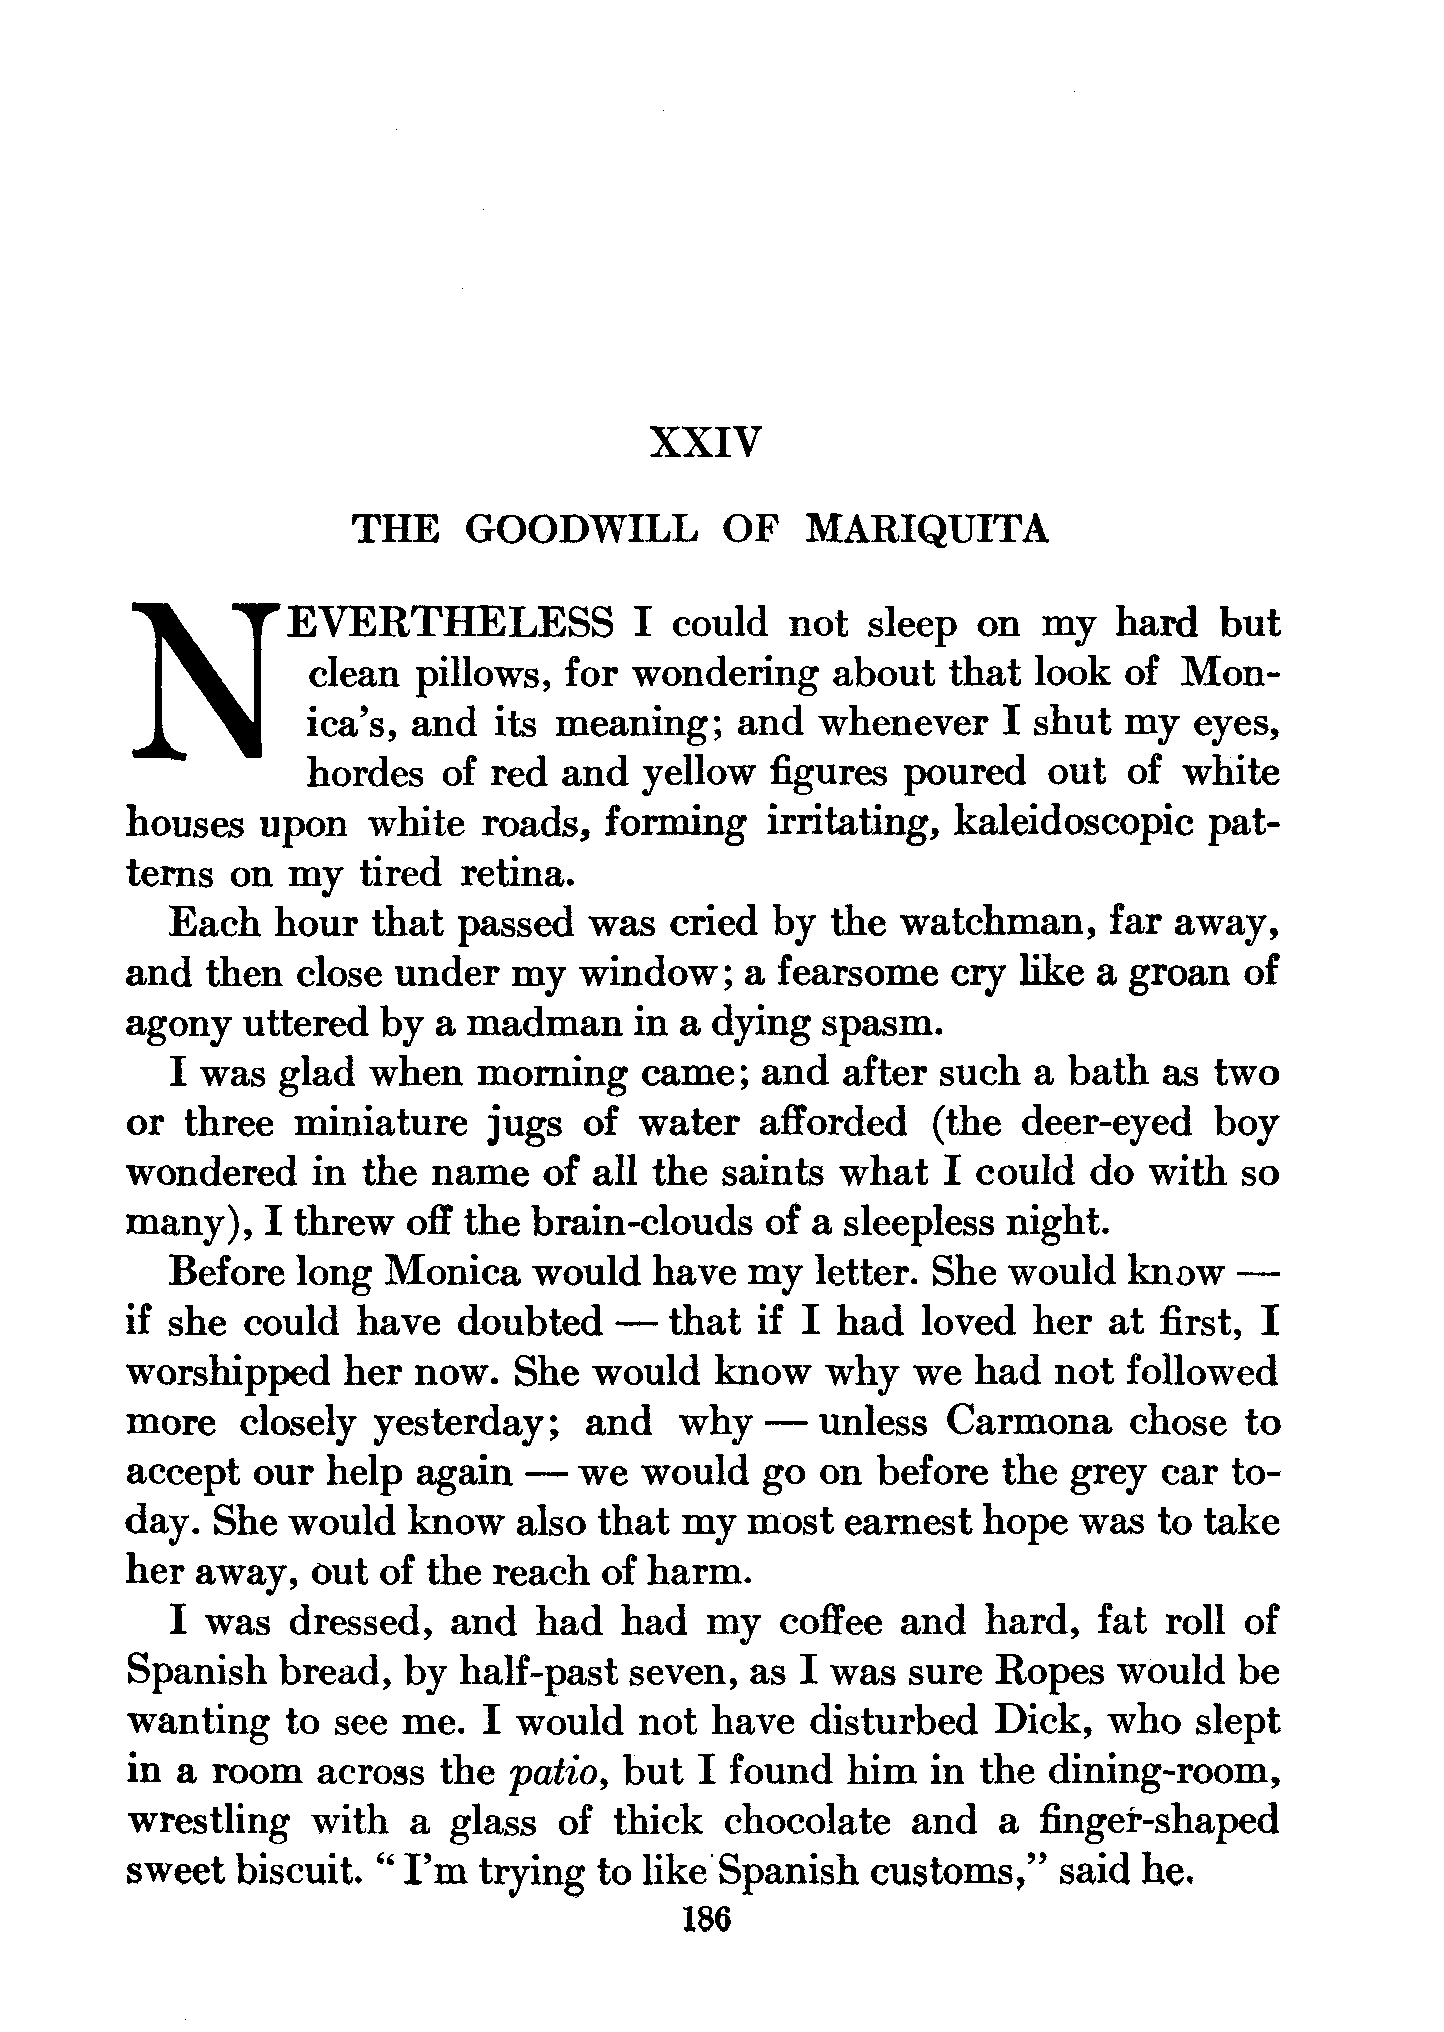 XXIV
THE GOODWILL OF MARIQUITA
NEVERTHELESS I could not sleep on my hard but
clean pillows, for wondering about that look of Mon-
ica's, and its meaning; and whenever I shut my eyes,
hordes of red and yellow figures poured out of white
houses upon white roads, forming irritating, kaleidoscopic pat-
terns on my tired retina.
Each hour that passed was cried by the watchman, far away,
and then close under my window; a fearsome cry like a groan of
agony uttered by a madman in a dying spasm.
I was glad when morning came; and after such a bath as two
or three miniature jugs of water afforded (the deer-eyed boy
wondered in the name of all the saints what I could do with so
many), I threw off the brain-clouds of a sleepless night.
Before long Monica would have my letter. She would know —
if she could have doubted — that if I had loved her at first, I
worshipped her now. She would know why we had not followed
more closely yesterday; and why — unless Carmona chose to
accept our help again — we would go on before the grey car to-
day. She would know also that my most earnest hope was to take
her away, out of the reach of harm.
I was dressed, and had had my coffee and hard, fat roll of
Spanish bread, by half-past seven, as I was sure Ropes would be
wanting to see me. I would not have disturbed Dick, who slept
in a room across the patio, but I found him in the dining-room,
wrestling with a glass of thick chocolate and a finger-shaped
sweet biscuit. "I'm trying to like Spanish customs," said he.
186